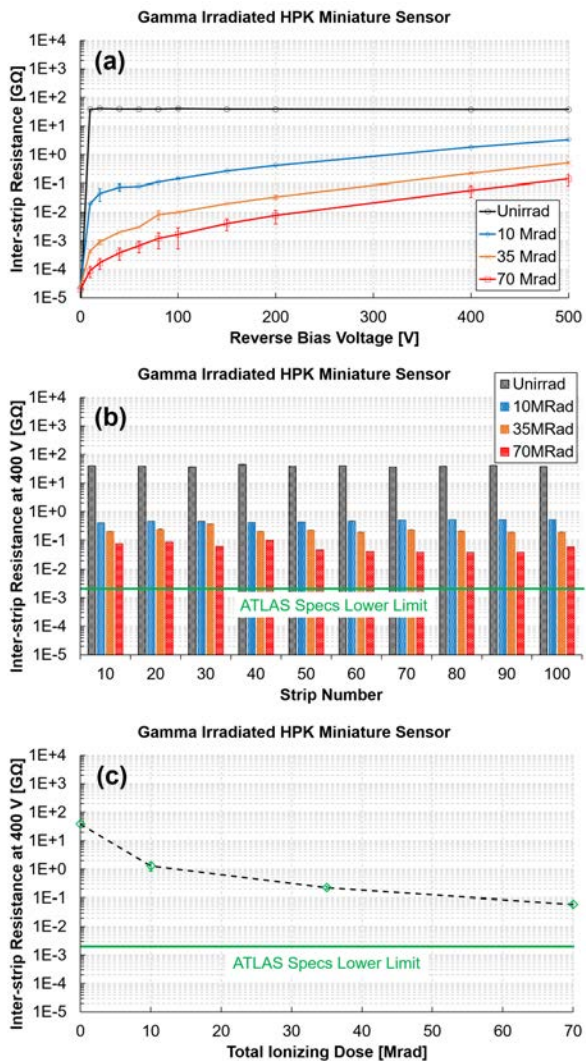 Gamma Irradiated HPK Miniature Sensor
(a)
Inter-strip Resistance [GΩ]
1E+4
1E+3
1E+2
1E+1
1E+0
1E-1
1E-2
1E-3
1E-4
1E-5
Unirrad
10 Mrad
35 Mrad
70 Mrad
0 100 200 300 400 500
Reverse Bias Voltage [V]
Gamma Irradiated HPK Miniature Sensor
(b)
Inter-strip Resistance at 400 V [GΩ]
1E+4
1E+3
1E+2
1E+1
1E+0
1E-1
1E-2
1E-3
1E-4
1E-5
Unirrad
10MRad
35MRad
70MRad
ATLAS Specs Lower Limit
10 20 30 40 50 60 70 80 90 100
Strip Number
Gamma Irradiated HPK Miniature Sensor
(c)
Inter-strip Resistance at 400 V [GΩ]
1E+4
1E+3
1E+2
1E+1
1E+0
1E-1
1E-2
1E-3
1E-4
1E-5
ATLAS Specs Lower Limit
0 10 20 30 40 50 60 70
Total Ionizing Dose [Mrad]